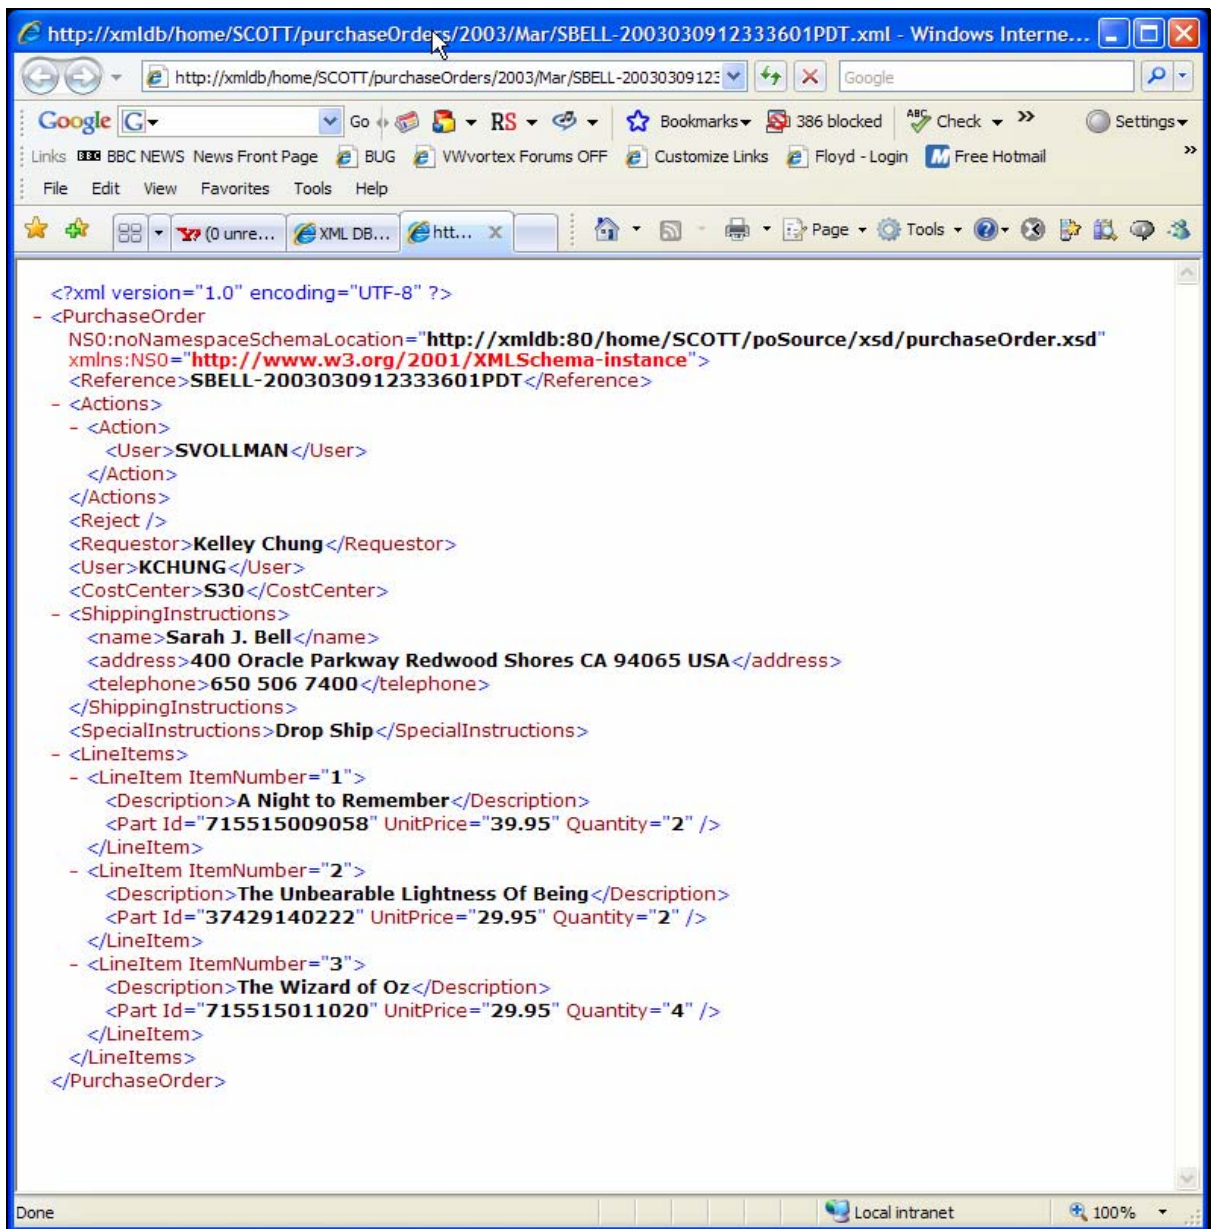 http://xmldb/home/SCOTT/purchaseOrders/2003/Mar/SBELL-2003030912333601PDT.xml - Windows Interne...
http://xmldb/home/SCOTT/purchaseOrders/2003/Mar/SBELL-20030309123 Google
Google G Go RS Bookmarks 386 blocked ABC Check >> Settings
Links BBC BBC NEWS News Front Page BUG VWvortex Forums OFF Customize Links Floyd - Login Free Hotmail >>
File Edit View Favorites Tools Help
(0 unre... XML DB... htt... X Page Tools
<?xml version="1.0" encoding="UTF-8" ?>
- <PurchaseOrder
NS0:noNamespaceSchemaLocation="http://xmldb:80/home/SCOTT/poSource/xsd/purchaseOrder.xsd"
xmlns:NS0="http://www.w3.org/2001/XMLSchema-instance">
<Reference>SBELL-2003030912333601PDT</Reference>
- <Actions>
- <Action>
<User>SVOLLMAN</User>
</Action>
</Actions>
<Reject />
<Requestor>Kelley Chung</Requestor>
<User>KCHUNG</User>
<CostCenter>S30</CostCenter>
- <ShippingInstructions>
<name>Sarah J. Bell</name>
<address>400 Oracle Parkway Redwood Shores CA 94065 USA</address>
<telephone>650 506 7400</telephone>
</ShippingInstructions>
<SpecialInstructions>Drop Ship</SpecialInstructions>
- <LineItems>
- <LineItem ItemNumber="1">
<Description>A Night to Remember</Description>
<Part Id="715515009058" UnitPrice="39.95" Quantity="2" />
</LineItem>
- <LineItem ItemNumber="2">
<Description>The Unbearable Lightness Of Being</Description>
<Part Id="37429140222" UnitPrice="29.95" Quantity="2" />
</LineItem>
- <LineItem ItemNumber="3">
<Description>The Wizard of Oz</Description>
<Part Id="715515011020" UnitPrice="29.95" Quantity="4" />
</LineItem>
</LineItems>
</PurchaseOrder>
Done Local intranet 100%